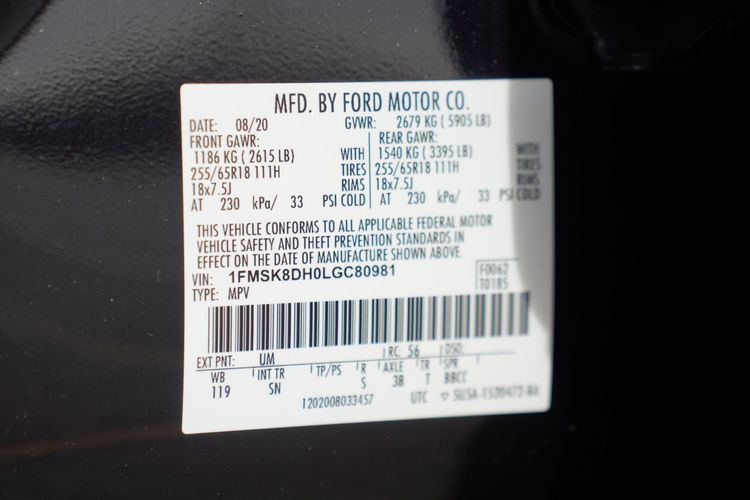 MFD. BY FORD MOTOR CO.
DATE: 08/20 GVWR: 2679 KG ( 5905 LB)
FRONT GAWR: REAR GAWR:
1186 KG ( 2615 LB) WITH 1540 KG ( 3395 LB) WITH
255/65R18 111H TIRES 255/65R18 111H TIRES
18x7.5J RIMS 18x7.5J RIMS
AT 230 kPa/ 33 PSI COLD AT 230 kPa/ 33 PSI COLD
THIS VEHICLE CONFORMS TO ALL APPLICABLE FEDERAL MOTOR
VEHICLE SAFETY AND THEFT PREVENTION STANDARDS IN
EFFECT ON THE DATE OF MANUFACTURE SHOWN ABOVE.
VIN: 1FMSK8DH0LGC80981 F0062
TYPE: MPV T0185
EXT PNT: UM RC: 56 DSO:
WB INT TR TP/PS R AXLE TR SPR
119 SN S 3B T BBCC
1202008033457 UTC